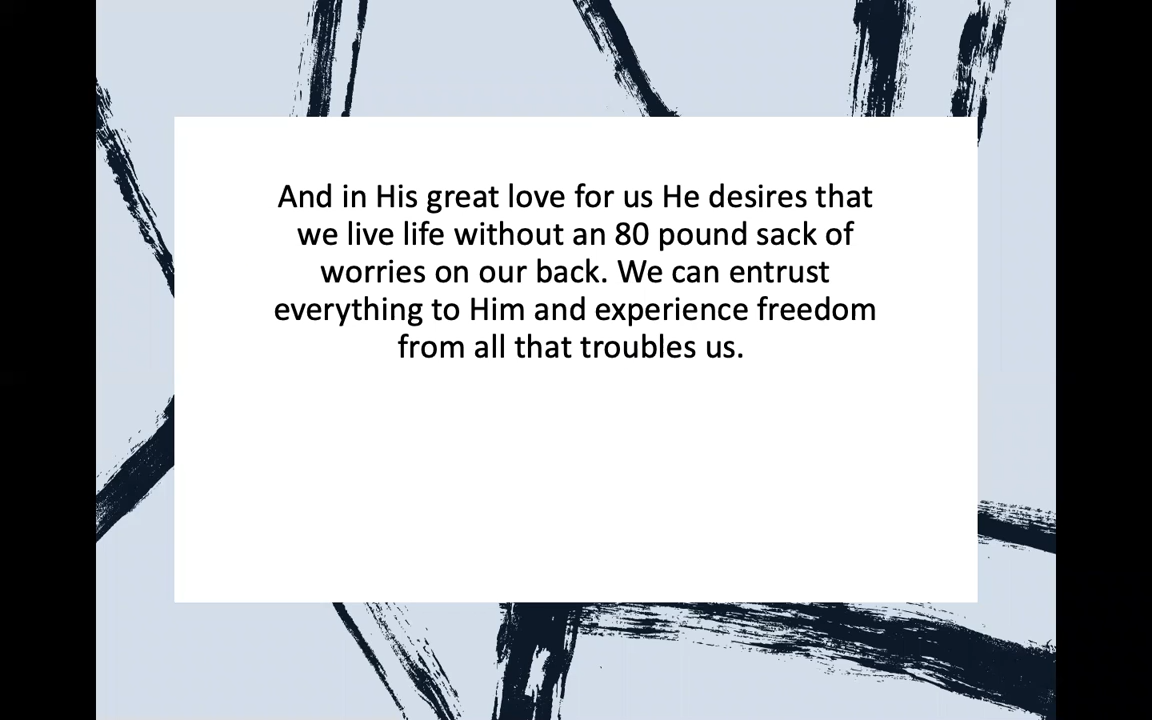 And in His great love for us He desires that
we live life without an 80 pound sack of
worries on our back. We can entrust
everything to Him and experience freedom
from all that troubles us.